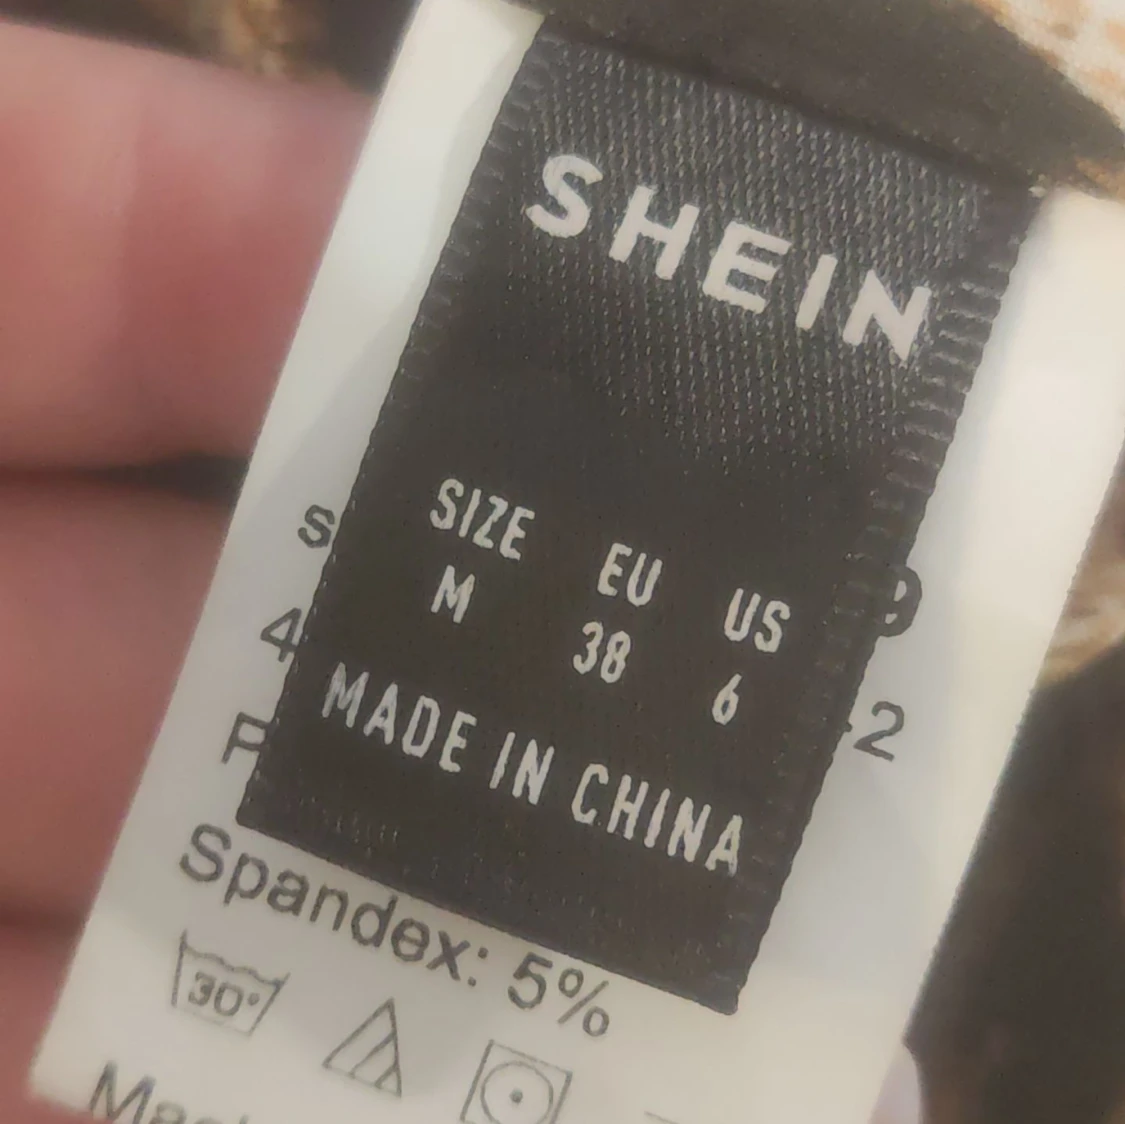 SHEIN
SIZE EU US
M 38 6
MADE IN CHINA
Spandex: 5%
30°